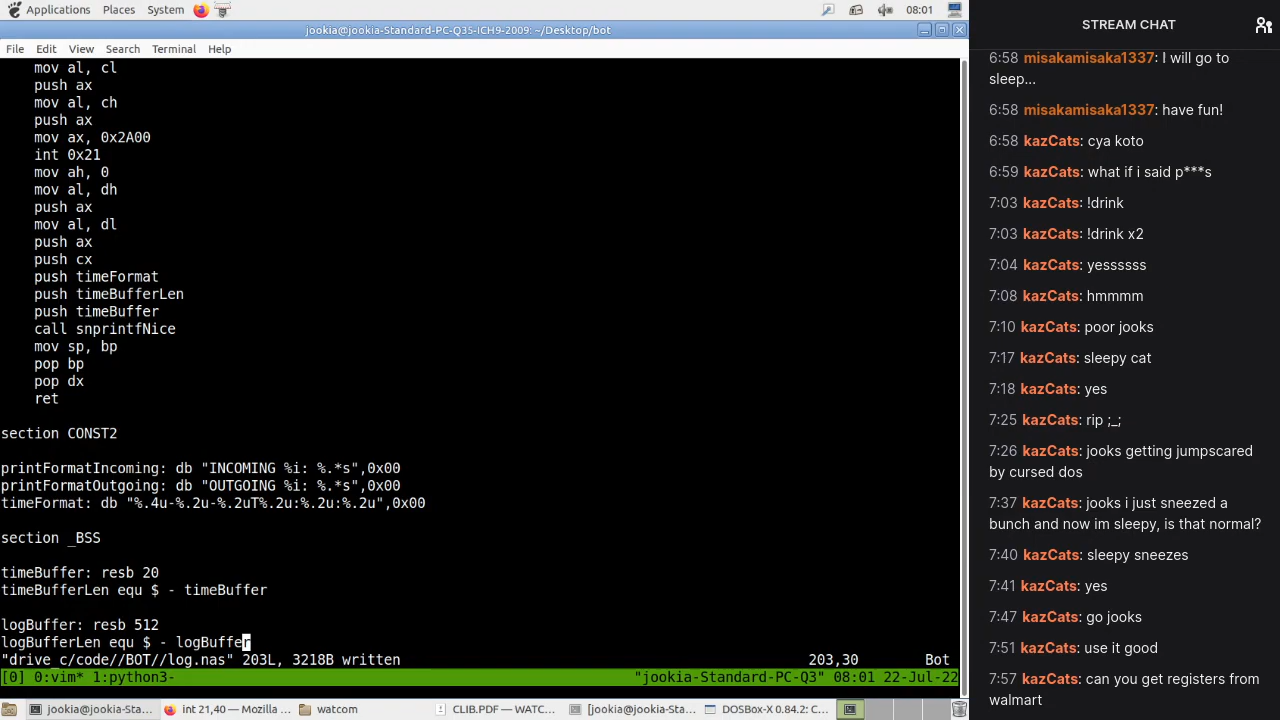 Applications Places System 08:01
jookia@jookia-Standard-PC-Q35-ICH9-2009: ~/Desktop/bot
File Edit View Search Terminal Help
mov al, cl
push ax
mov al, ch
push ax
mov ax, 0x2A00
int 0x21
mov ah, 0
mov al, dh
push ax
mov al, dl
push ax
push cx
push timeFormat
push timeBufferLen
push timeBuffer
call snprintfNice
mov sp, bp
pop bp
pop dx
ret
section CONST2
printFormatIncoming: db "INCOMING %i: %.*s",0x00
printFormatOutgoing: db "OUTGOING %i: %.*s",0x00
timeFormat: db "%.4u-%.2u-%.2uT%.2u:%.2u:%.2u",0x00
section _BSS
timeBuffer: resb 20
timeBufferLen equ $ - timeBuffer
logBuffer: resb 512
logBufferLen equ $ - logBuffer
"drive_c/code//BOT//log.nas" 203L, 3218B written 203,30 Bot
[0] 0:vim* 1:python3- "jookia-Standard-PC-Q3" 08:01 22-Jul-22
jookia@jookia-Sta... int 21,40 — Mozilla ... watcom CLIB.PDF — WATC... [jookia@jookia-Sta... DOSBox-X 0.84.2: C...
STREAM CHAT
6:58 misakamisaka1337: I will go to
sleep...
6:58 misakamisaka1337: have fun!
6:58 kazCats: cya koto
6:59 kazCats: what if i said p***s
7:03 kazCats: !drink
7:03 kazCats: !drink x2
7:04 kazCats: yessssss
7:08 kazCats: hmmmm
7:10 kazCats: poor jooks
7:17 kazCats: sleepy cat
7:18 kazCats: yes
7:25 kazCats: rip ;_;
7:26 kazCats: jooks getting jumpscared
by cursed dos
7:37 kazCats: jooks i just sneezed a
bunch and now im sleepy, is that normal?
7:40 kazCats: sleepy sneezes
7:41 kazCats: yes
7:47 kazCats: go jooks
7:51 kazCats: use it good
7:57 kazCats: can you get registers from
walmart